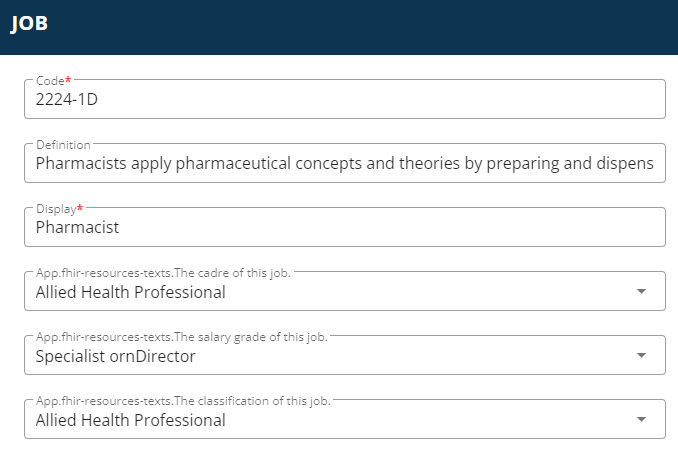 JOB
Code*
2224-1D
Definition
Pharmacists apply pharmaceutical concepts and theories by preparing and dispens
Display*
Pharmacist
App.fhir-resources-texts.The cadre of this job.
Allied Health Professional
App.fhir-resources-texts.The salary grade of this job.
Specialist ornDirector
App.fhir-resources-texts.The classification of this job.
Allied Health Professional